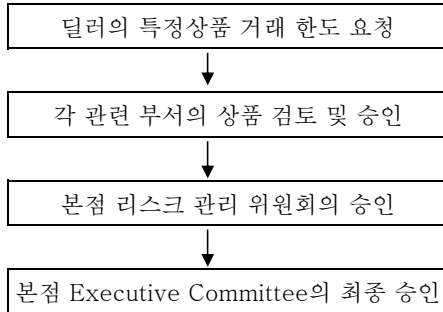 딜러의 특정상품 거래 한도 요청
각 관련 부서의 상품 검토 및 승인
본점 리스크 관리 위원회의 승인
본점 Executive Committee의 최종 승인